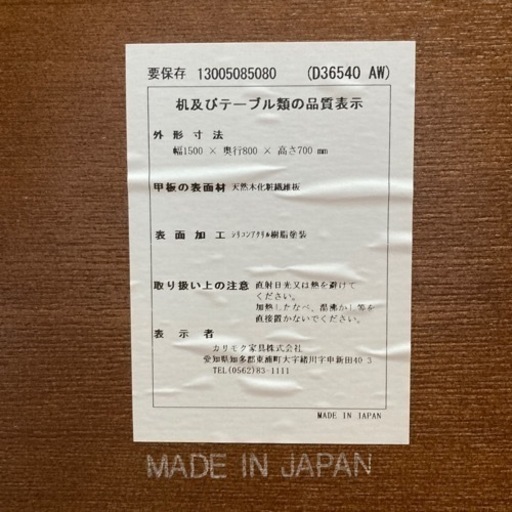 要保存 13005085080 (D36540 AW)
机及びテーブル類の品質表示
外形寸法
幅1500 × 奥行800 × 高さ700 mm
甲板の表面材 天然木化粧繊維板
表面加工 シリコンアクリル樹脂塗装
取り扱い上の注意 直射日光又は熱を避けて
ください。
加熱したなべ、湯沸かし等を
直接置かないでください。
表示者
カリモク家具株式会社
愛知県知多郡東浦町大字緒川字申新田40-3
TEL(0562)83-1111
MADE IN JAPAN
MADE IN JAPAN